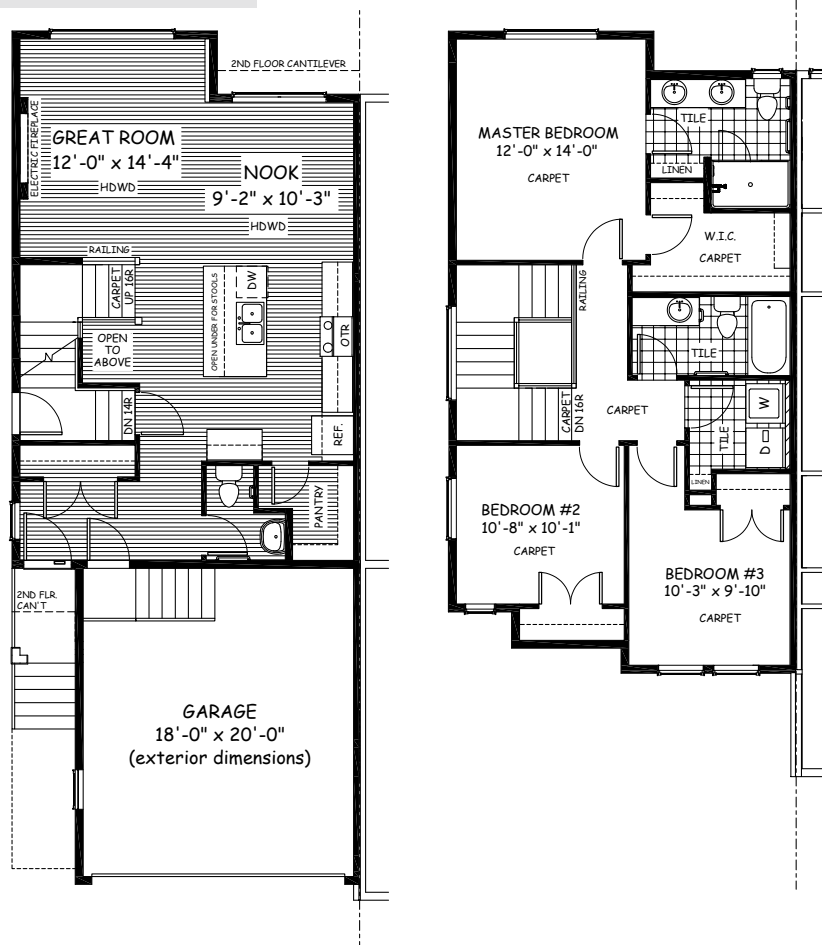 2ND FLOOR CANTILEVER
ELECTRIC FIREPLACE
GREAT ROOM
12'-0" x 14'-4"
HDWD
NOOK
9'-2" x 10'-3"
HDWD
RAILING
CARPET
UP 16R
OPEN
TO
ABOVE
OPEN UNDER FOR STOOLS
DW
OTR
DN 14R
REF.
PANTRY
2ND FLR.
CAN'T
GARAGE
18'-0" x 20'-0"
(exterior dimensions)
MASTER BEDROOM
12'-0" x 14'-0"
CARPET
TILE
LINEN
W.I.C.
CARPET
RAILING
TILE
CARPET
DN 16R
CARPET
TILE
W
D
LINEN
BEDROOM #2
10'-8" x 10'-1"
CARPET
BEDROOM #3
10'-3" x 9'-10"
CARPET